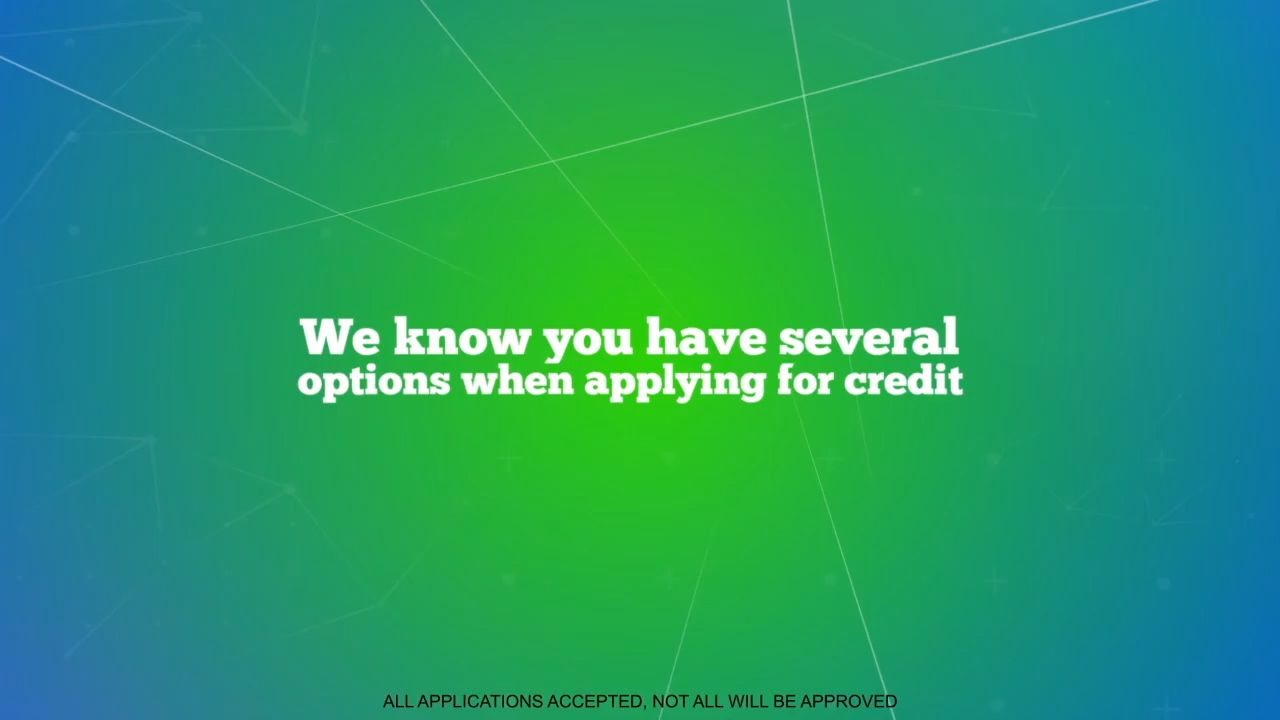 We know you have several
options when applying for credit
ALL APPLICATIONS ACCEPTED, NOT ALL WILL BE APPROVED